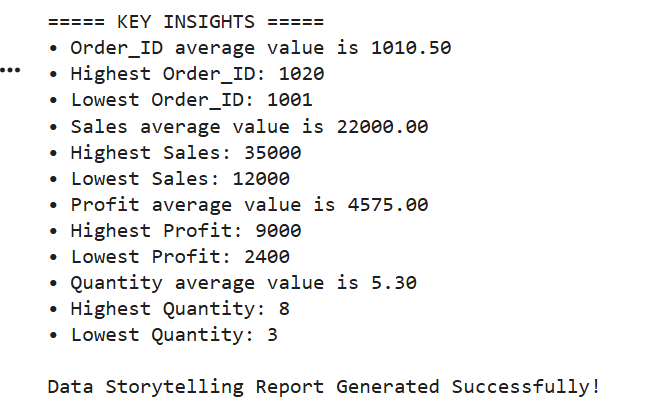 ===== KEY INSIGHTS =====
• Order_ID average value is 1010.50
• Highest Order_ID: 1020
• Lowest Order_ID: 1001
• Sales average value is 22000.00
• Highest Sales: 35000
• Lowest Sales: 12000
• Profit average value is 4575.00
• Highest Profit: 9000
• Lowest Profit: 2400
• Quantity average value is 5.30
• Highest Quantity: 8
• Lowest Quantity: 3
Data Storytelling Report Generated Successfully!